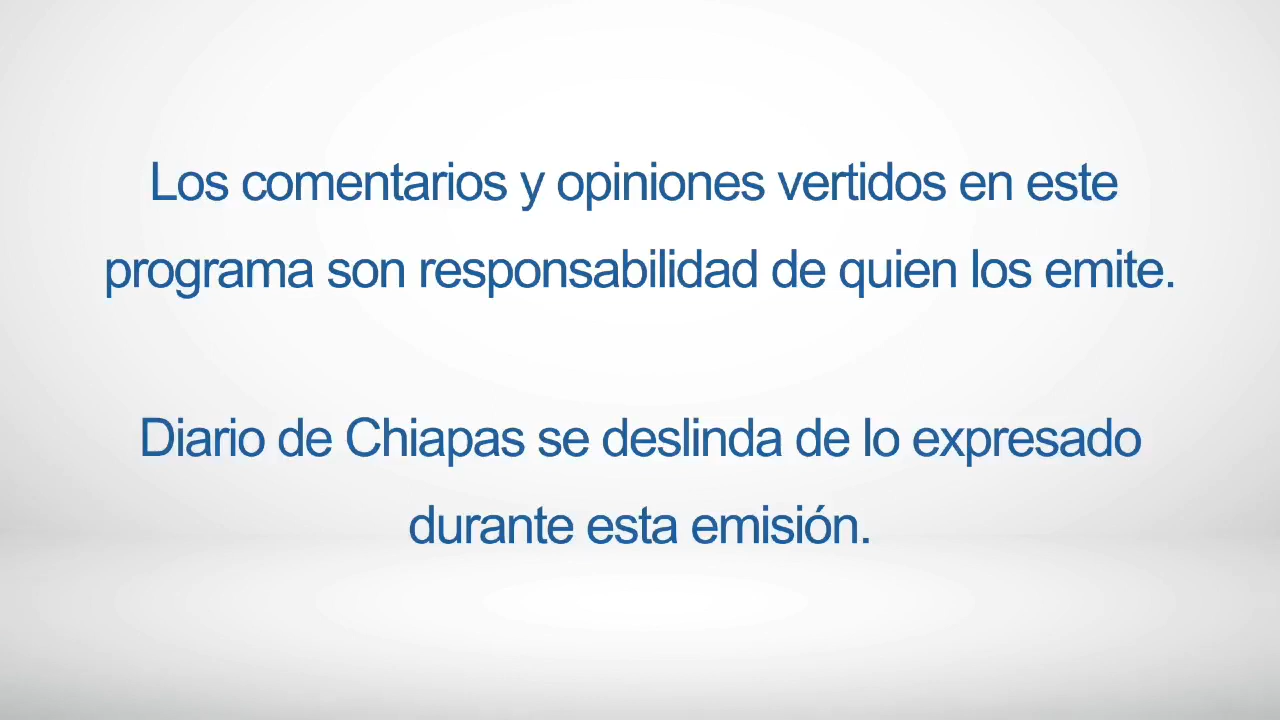 Los comentarios y opiniones vertidos en este
programa son responsabilidad de quien los emite.
Diario de Chiapas se deslinda de lo expresado
durante esta emisión.